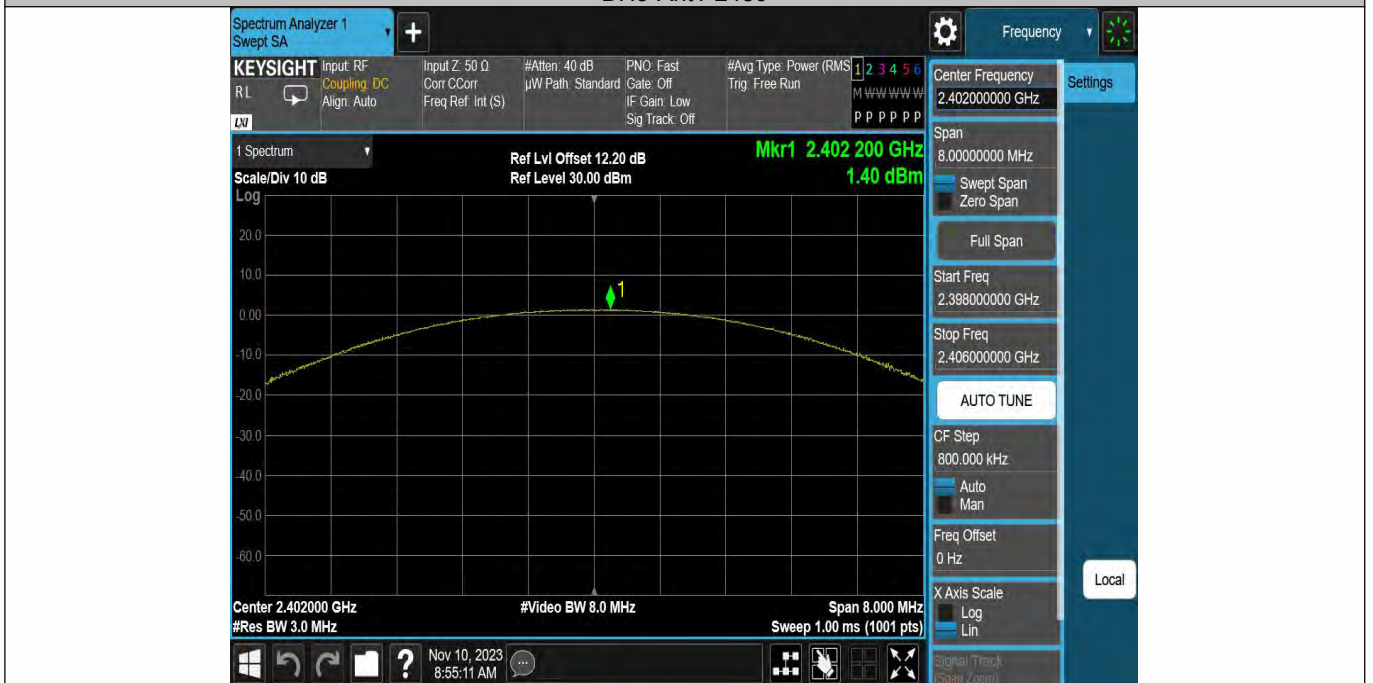 Spectrum Analyzer 1
Swept SA
Frequency
KEYSIGHT
RL
LXI
Input: RF
Coupling: DC
Align: Auto
Input Z: 50 Ω
Corr CCorr
Freq Ref: Int (S)
#Atten: 40 dB
µW Path: Standard
PNO: Fast
Gate: Off
IF Gain: Low
Sig Track: Off
#Avg Type: Power (RMS
Trig: Free Run
1 2 3 4 5 6
M W W W W W
P P P P P P
1 Spectrum
Scale/Div 10 dB
Ref Lvl Offset 12.20 dB
Ref Level 30.00 dBm
Mkr1 2.402 200 GHz
1.40 dBm
Log
20.0
10.0
0.00
-10.0
-20.0
-30.0
-40.0
-50.0
-60.0
1
Center 2.402000 GHz
#Res BW 3.0 MHz
#Video BW 8.0 MHz
Span 8.000 MHz
Sweep 1.00 ms (1001 pts)
Center Frequency
2.402000000 GHz
Settings
Span
8.00000000 MHz
Swept Span
Zero Span
Full Span
Start Freq
2.398000000 GHz
Stop Freq
2.406000000 GHz
AUTO TUNE
CF Step
800.000 kHz
Auto
Man
Freq Offset
0 Hz
Local
X Axis Scale
Log
Lin
Signal Track
(Span Zoom)
?
Nov 10, 2023
8:55:11 AM